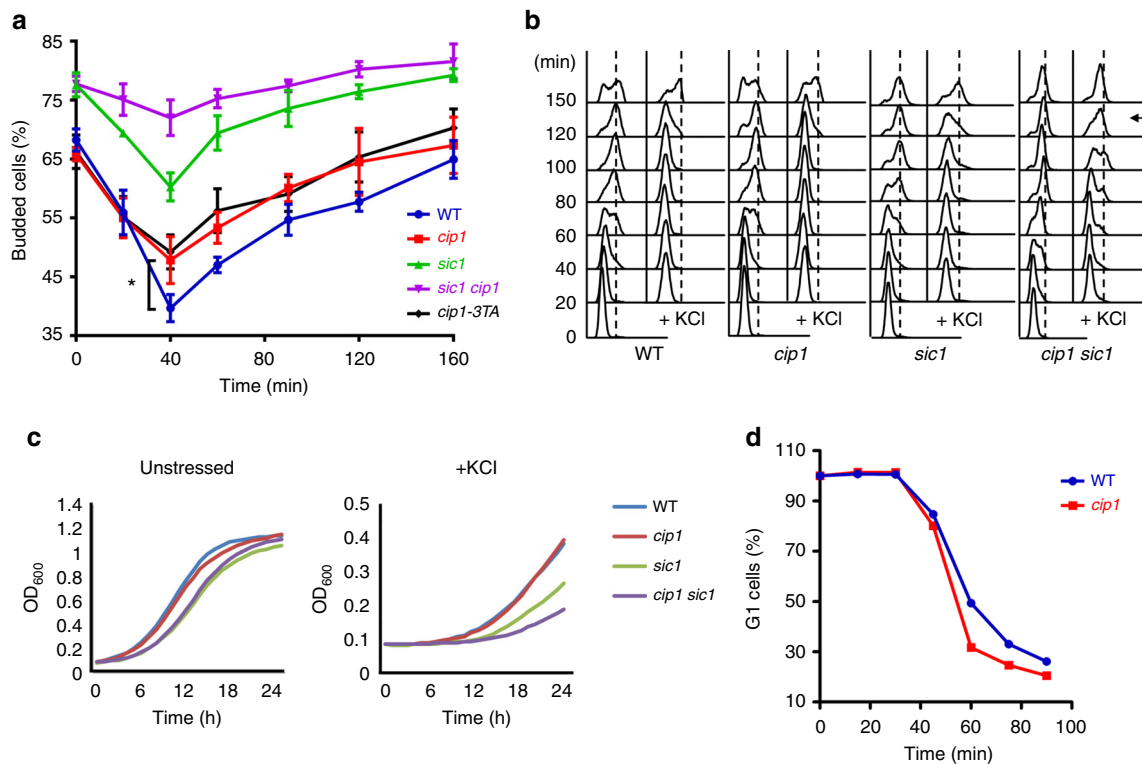 a
85
75
65
55
45
35
Budded cells (%)
0
40
80
120
160
Time (min)
*
WT
cip1
sic1
sic1 cip1
cip1-3TA
b
(min)
150
120
100
80
60
40
20
0
+ KCl
+ KCl
+ KCl
+ KCl
WT
cip1
sic1
cip1 sic1
c
Unstressed
1.4
1.2
1
0.8
0.6
0.4
0.2
0
OD600
0
6
12
18
24
Time (h)
+KCl
0.5
0.4
0.3
0.2
0.1
0
OD600
0
6
12
18
24
Time (h)
WT
cip1
sic1
cip1 sic1
d
110
90
70
50
30
10
G1 cells (%)
0
20
40
60
80
100
Time (min)
WT
cip1